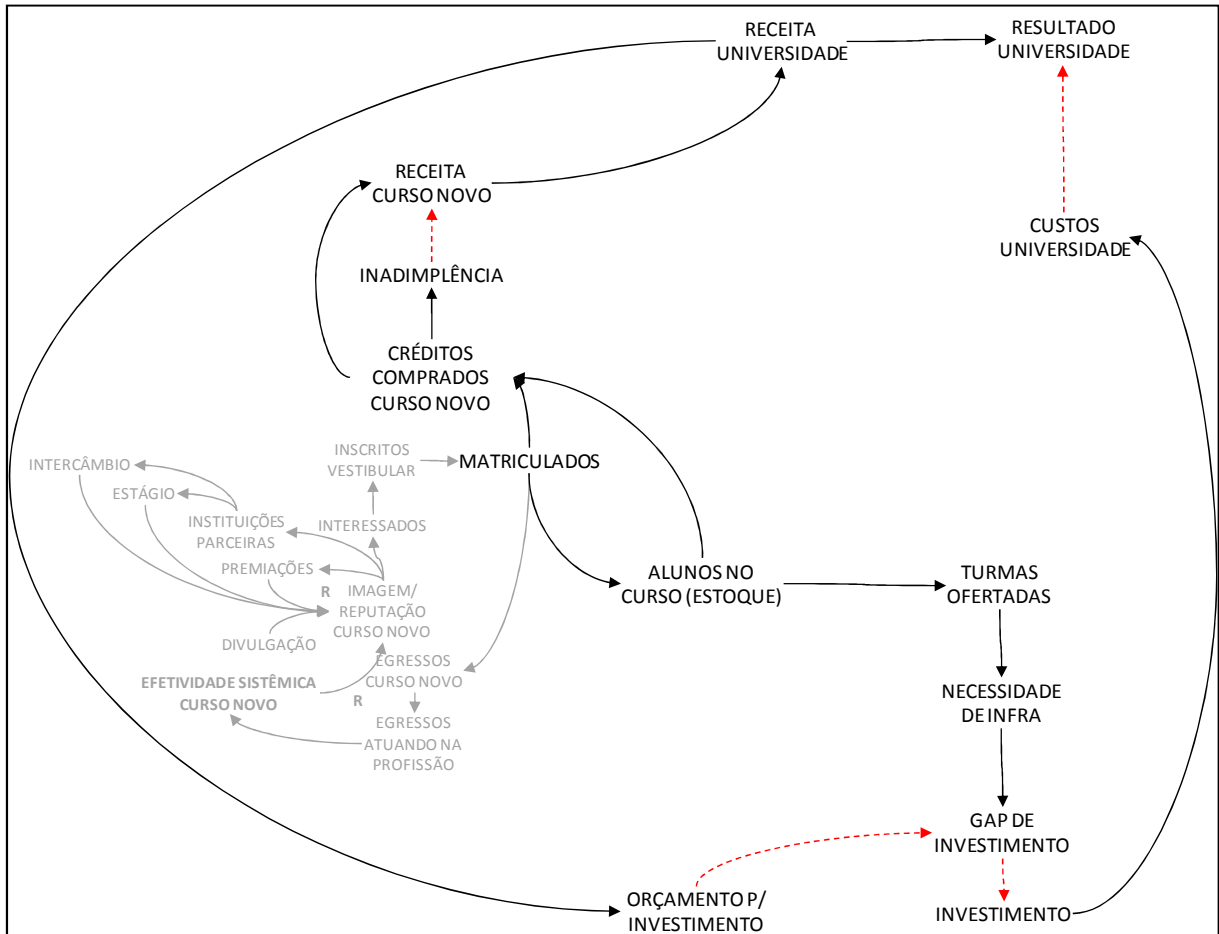 RECEITA
UNIVERSIDADE
RESULTADO
UNIVERSIDADE
RECEITA
CURSO NOVO
CUSTOS
UNIVERSIDADE
INADIMPLÊNCIA
CRÉDITOS
COMPRADOS
CURSO NOVO
INSCRITOS
VESTIBULAR
MATRICULADOS
INTERCÂMBIO
ESTÁGIO
INSTITUIÇÕES
PARCEIRAS
INTERESSADOS
PREMIAÇÕES
R
IMAGEM/
REPUTAÇÃO
CURSO NOVO
DIVULGAÇÃO
ALUNOS NO
CURSO (ESTOQUE)
TURMAS
OFERTADAS
EGRESSOS
CURSO NOVO
EFETIVIDADE SISTÊMICA
CURSO NOVO
R
NECESSIDADE
DE INFRA
EGRESSOS
ATUANDO NA
PROFISSÃO
GAP DE
INVESTIMENTO
ORÇAMENTO P/
INVESTIMENTO
INVESTIMENTO